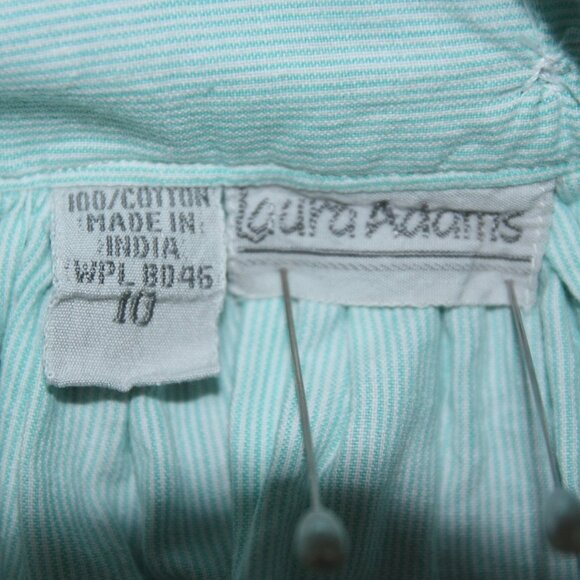 100/COTTON
MADE IN
INDIA
WPL 8046
10
Laura Adams